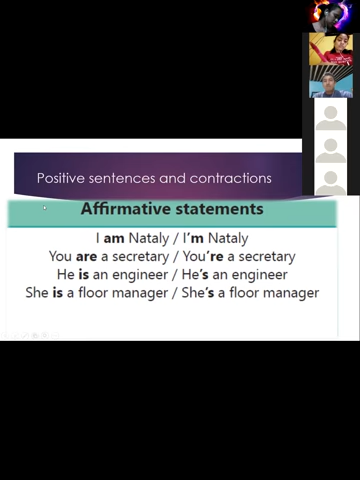 Positive sentences and contractions
Affirmative statements
I am Nataly / I'm Nataly
You are a secretary / You're a secretary
He is an engineer / He's an engineer
She is a floor manager / She's a floor manager